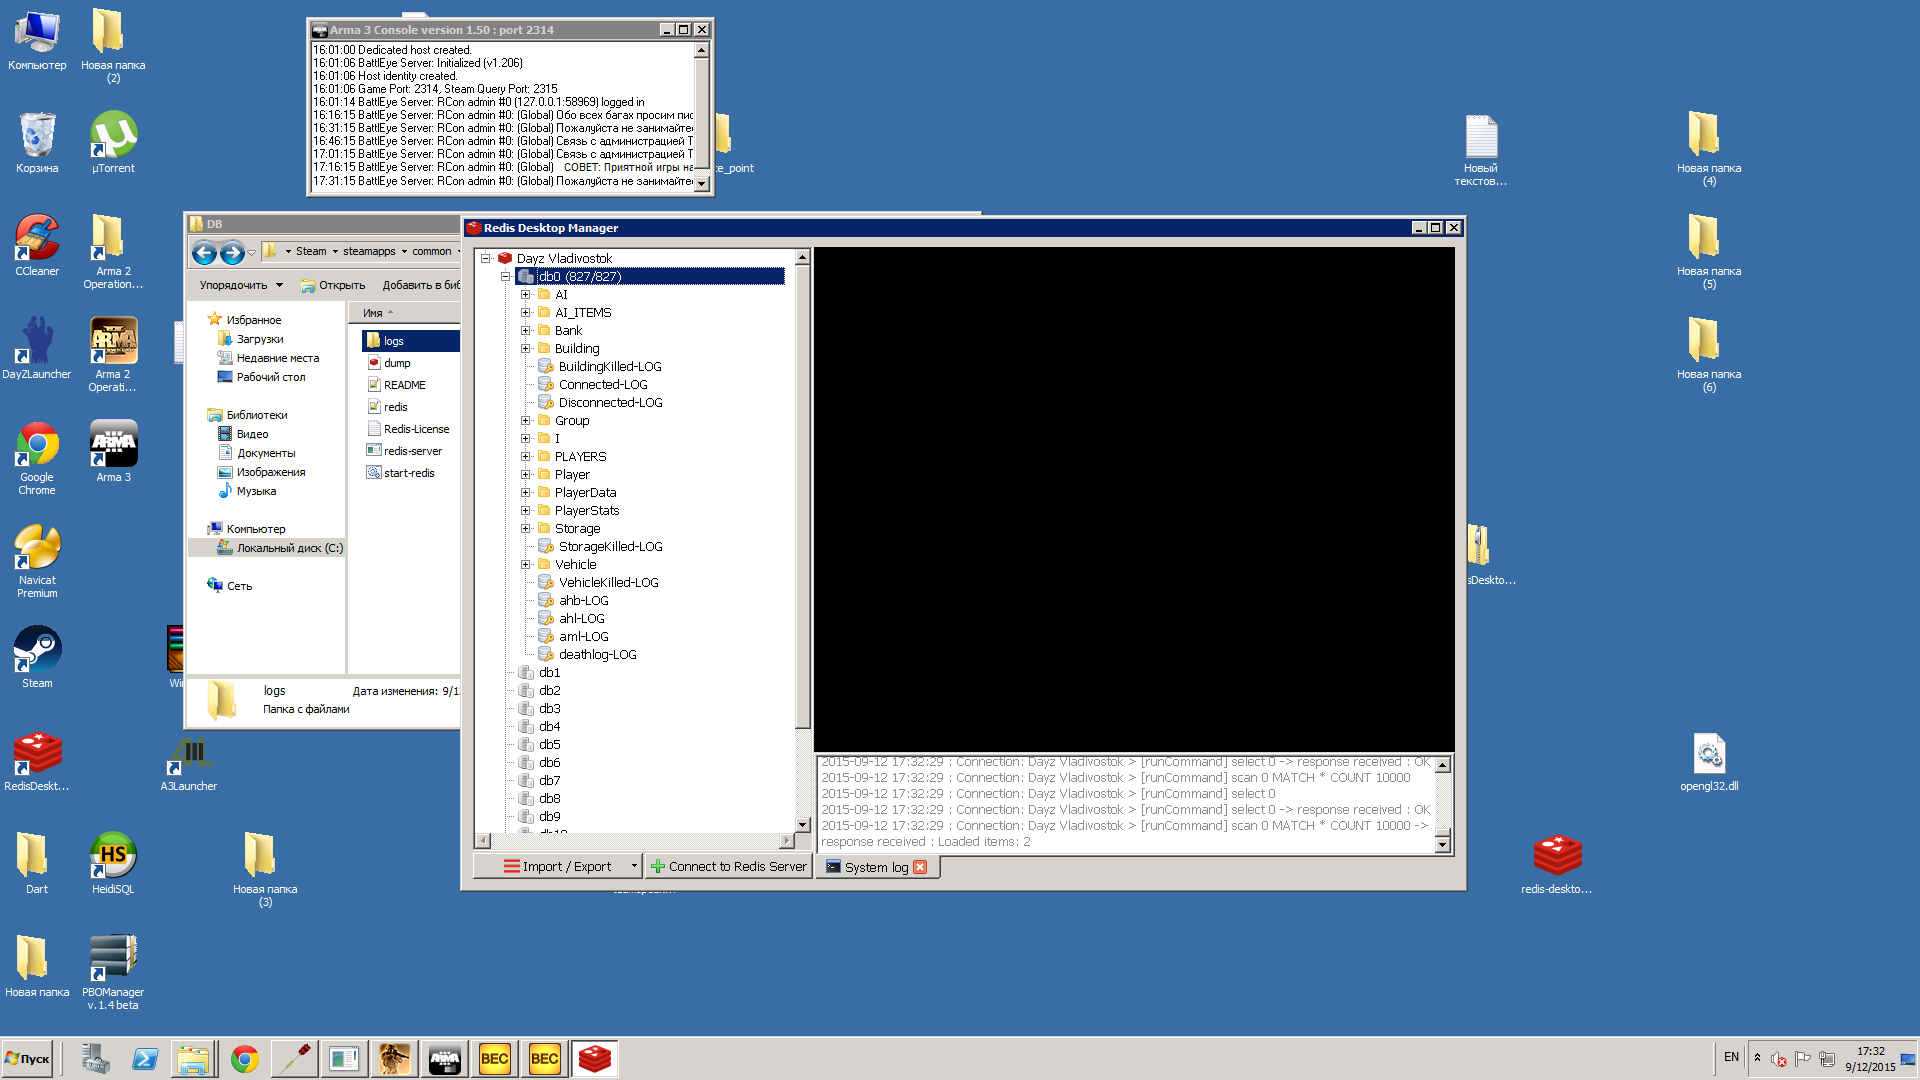 Компьютер
Новая папка
(2)
Корзина
µTorrent
CCleaner
Arma 2
Operation...
DayZLauncher
Arma 2
Operati...
Google
Chrome
Arma 3
Navicat
Premium
Steam
RedisDeskt...
A3Launcher
Dart
HeidiSQL
Новая папка
(3)
Новая папка
PBOManager
v.1.4 beta
Arma 3 Console version 1.50 : port 2314
16:01:00 Dedicated host created.
16:01:06 BattlEye Server: Initialized (v1.206)
16:01:06 Host identity created.
16:01:06 Game Port: 2314, Steam Query Port: 2315
16:01:14 BattlEye Server: RCon admin #0 (127.0.0.1:58969) logged in
16:16:15 BattlEye Server: RCon admin #0: (Global) Обо всех багах просим пис
16:31:15 BattlEye Server: RCon admin #0: (Global) Пожалуйста не занимайте
16:46:15 BattlEye Server: RCon admin #0: (Global) Связь с администрацией T
17:01:15 BattlEye Server: RCon admin #0: (Global) Связь с администрацией T
17:16:15 BattlEye Server: RCon admin #0: (Global) СОВЕТ: Приятной игры на
17:31:15 BattlEye Server: RCon admin #0: (Global) Пожалуйста не занимайте
e_point
DB
Steam steamapps common
Упорядочить Открыть Добавить в биб
Избранное
Загрузки
Недавние места
Рабочий стол
Библиотеки
Видео
Документы
Изображения
Музыка
Компьютер
Локальный диск (C:)
Сеть
Имя
logs
dump
README
redis
Redis-License
redis-server
start-redis
logs Дата изменения: 9/1
Папка с файлами
Wi
Redis Desktop Manager
Dayz Vladivostok
db0 (827/827)
AI
AI_ITEMS
Bank
Building
BuildingKilled-LOG
Connected-LOG
Disconnected-LOG
Group
I
PLAYERS
Player
PlayerData
PlayerStats
Storage
StorageKilled-LOG
Vehicle
VehicleKilled-LOG
ahb-LOG
ahl-LOG
aml-LOG
deathlog-LOG
db1
db2
db3
db4
db5
db6
db7
db8
db9
db10
Import / Export
Connect to Redis Server
2015-09-12 17:32:29 : Connection: Dayz Vladivostok > [runCommand] select 0 -> response received : OK
2015-09-12 17:32:29 : Connection: Dayz Vladivostok > [runCommand] scan 0 MATCH * COUNT 10000
2015-09-12 17:32:29 : Connection: Dayz Vladivostok > [runCommand] select 0
2015-09-12 17:32:29 : Connection: Dayz Vladivostok > [runCommand] select 0 -> response received : OK
2015-09-12 17:32:29 : Connection: Dayz Vladivostok > [runCommand] scan 0 MATCH * COUNT 10000 ->
response received : Loaded items: 2
System log
Новый
текстов...
Новая папка
(4)
Новая папка
(5)
Новая папка
(6)
sDeskto...
opengl32.dll
redis-deskto...
Пуск
BEC
BEC
EN
17:32
9/12/2015